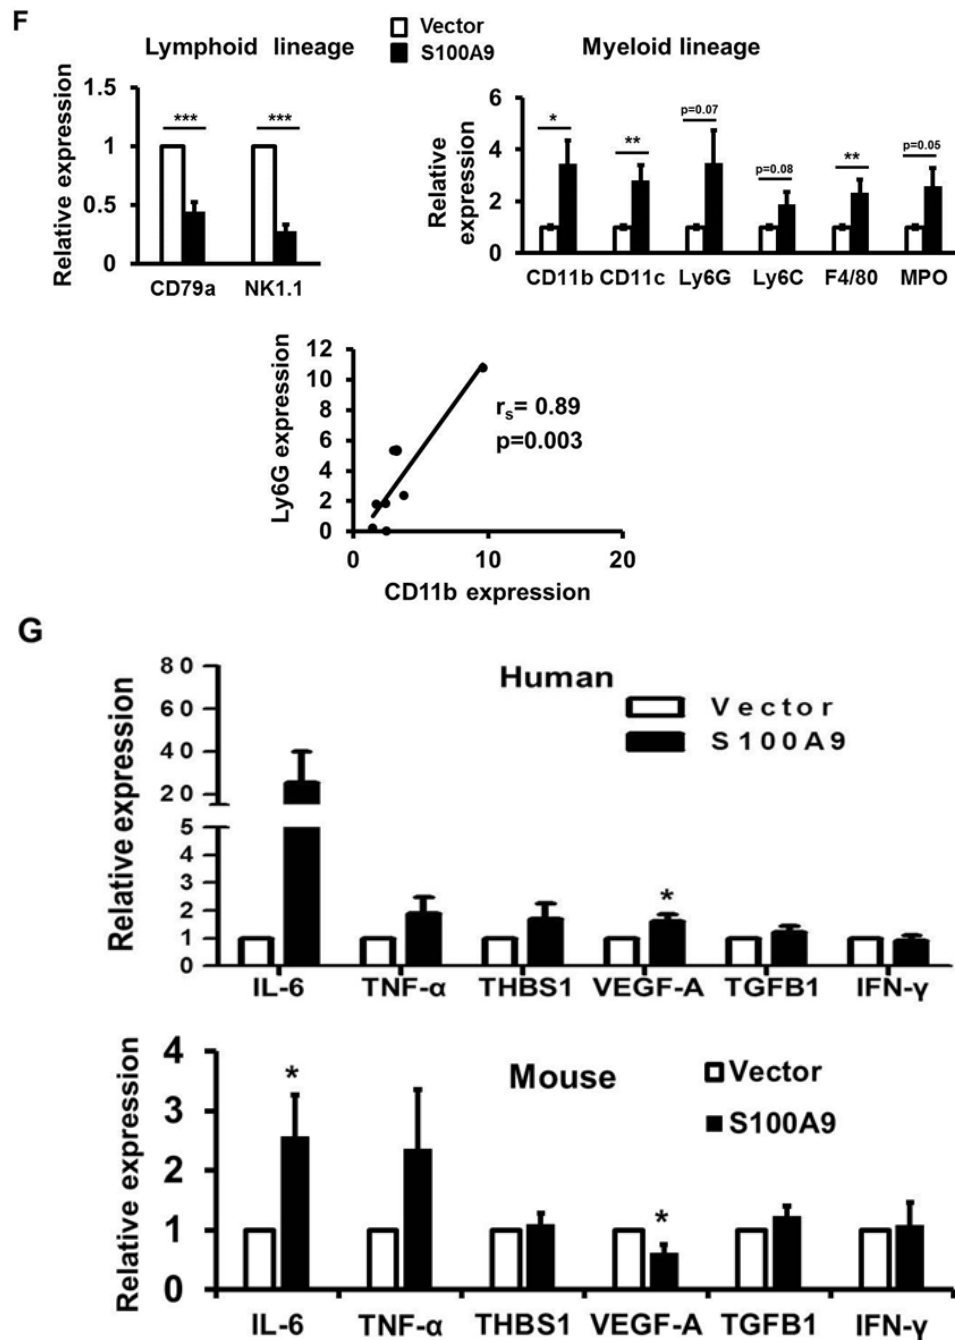 F
Vector
S100A9
Lymphoid lineage
Myeloid lineage
Relative expression
1.5
1
0.5
0
***
***
CD79a
NK1.1
Relative
expression
6
4
2
0
*
**
p=0.07
p=0.08
**
p=0.05
CD11b
CD11c
Ly6G
Ly6C
F4/80
MPO
Ly6G expression
12
10
8
6
4
2
0
rs= 0.89
p=0.003
0
10
20
CD11b expression
G
Human
Vector
S100A9
Relative expression
80
60
40
20
5
4
3
2
1
0
*
IL-6
TNF-α
THBS1
VEGF-A
TGFB1
IFN-γ
Mouse
Vector
S100A9
Relative expression
4
3
2
1
0
*
*
IL-6
TNF-α
THBS1
VEGF-A
TGFB1
IFN-γ